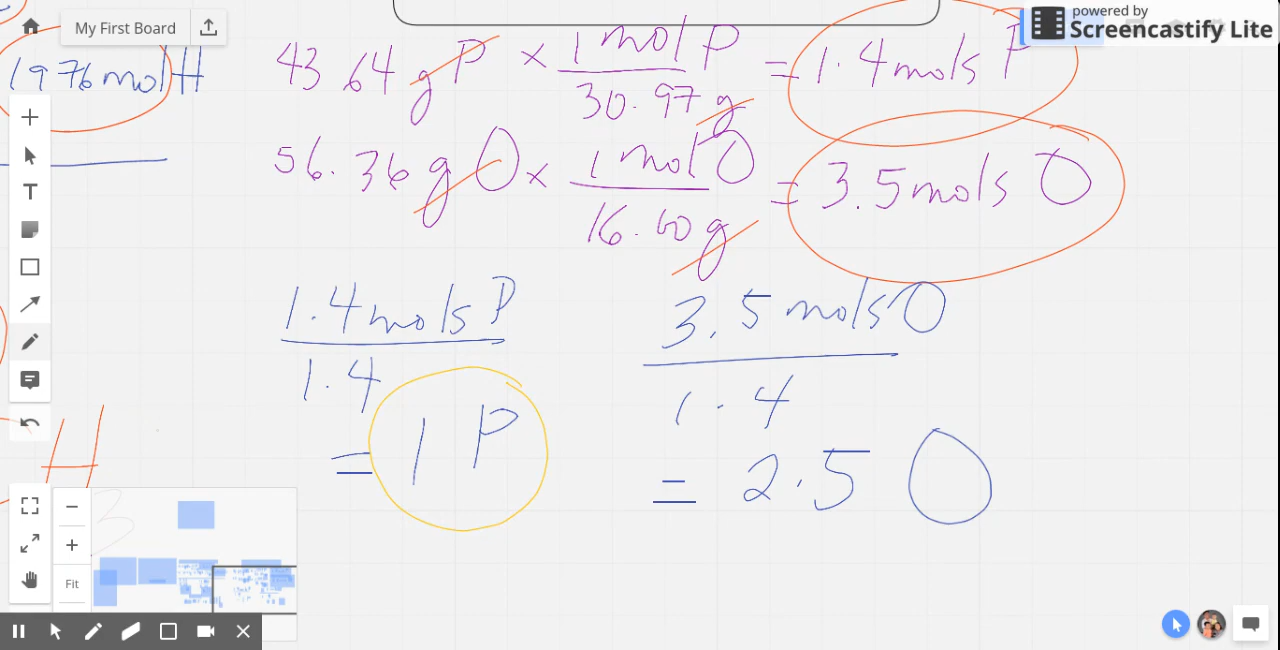 powered by
Screencastify Lite
My First Board
1976 mol H
43.64 g P × 1 mol P / 30.97 g = 1.4 mols P
56.36 g O × 1 mol O / 16.00 g = 3.5 mols O
1.4 mols P / 1.4
3.5 mols O / 1.4
= 1 P
= 2.5 O
H
Fit